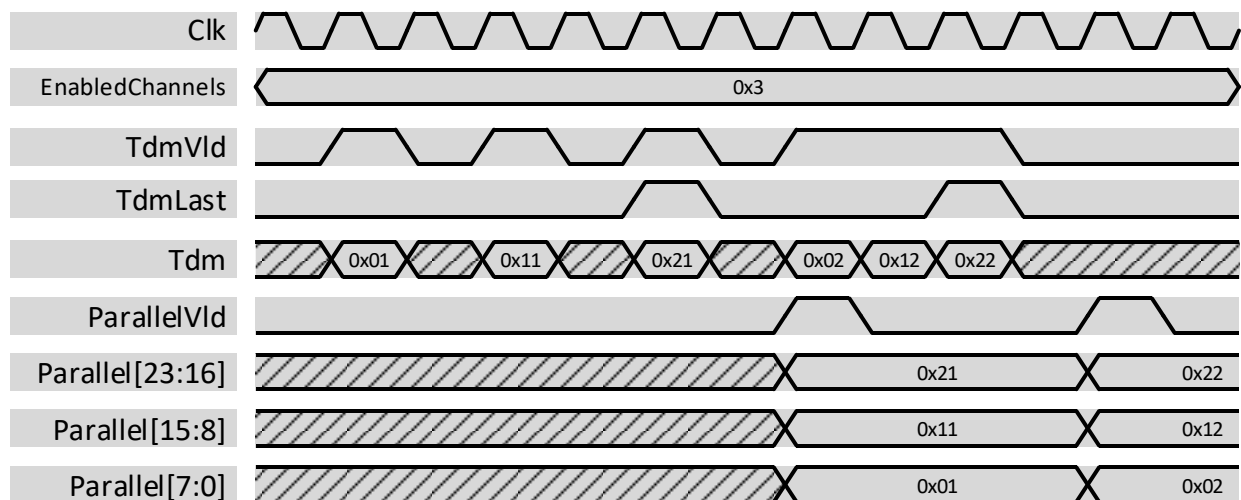 Clk
EnabledChannels 0x3
TdmVld
TdmLast
Tdm 0x01 0x11 0x21 0x02 0x12 0x22
ParallelVld
Parallel[23:16] 0x21 0x22
Parallel[15:8] 0x11 0x12
Parallel[7:0] 0x01 0x02